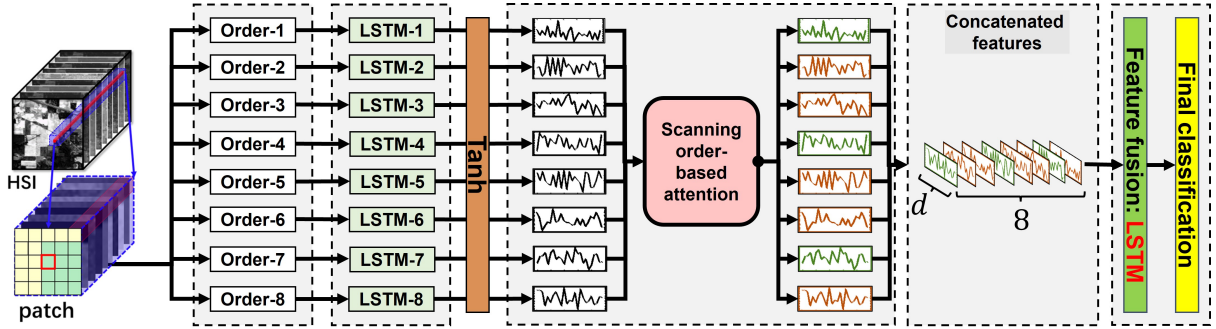 HSI
patch
Order-1
Order-2
Order-3
Order-4
Order-5
Order-6
Order-7
Order-8
LSTM-1
LSTM-2
LSTM-3
LSTM-4
LSTM-5
LSTM-6
LSTM-7
LSTM-8
Tanh
Scanning
order-
based
attention
Concatenated
features
d
8
Feature fusion: LSTM
Final classification